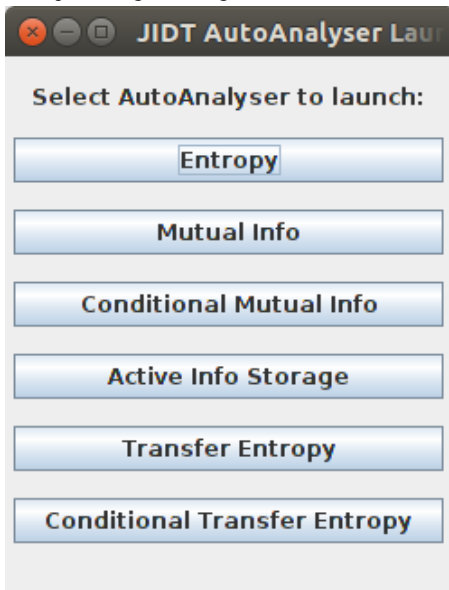 JIDT AutoAnalyser Laun
Select AutoAnalyser to launch:
Entropy
Mutual Info
Conditional Mutual Info
Active Info Storage
Transfer Entropy
Conditional Transfer Entropy